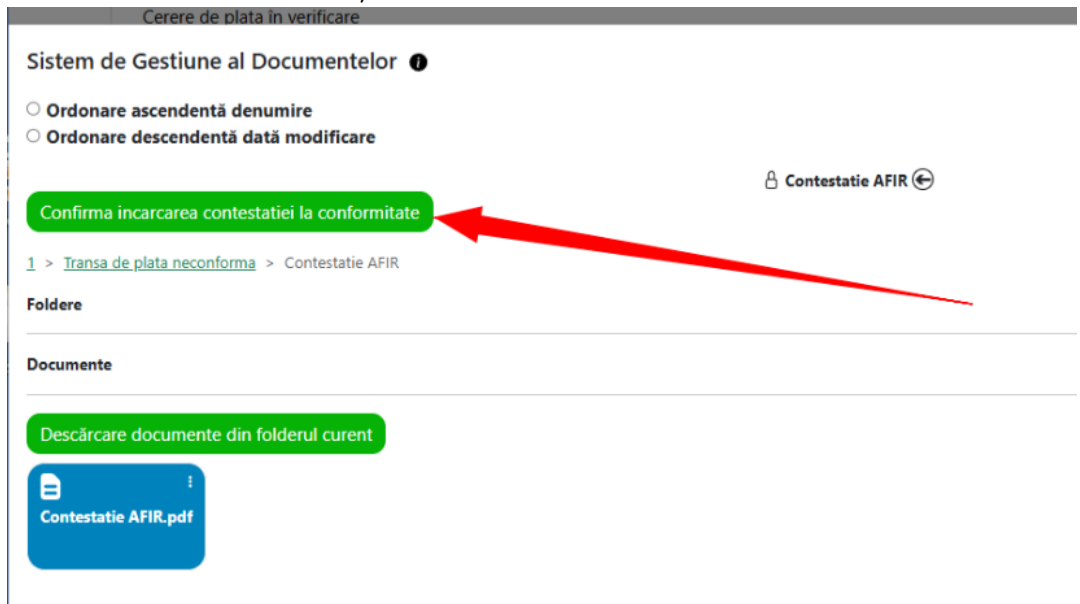 Cerere de plata în verificare
Sistem de Gestiune al Documentelor
Ordonare ascendentă denumire
Ordonare descendentă dată modificare
Contestatie AFIR
Confirma incarcarea contestatiei la conformitate
1 > Transa de plata neconforma > Contestatie AFIR
Foldere
Documente
Descărcare documente din folderul curent
Contestatie AFIR.pdf